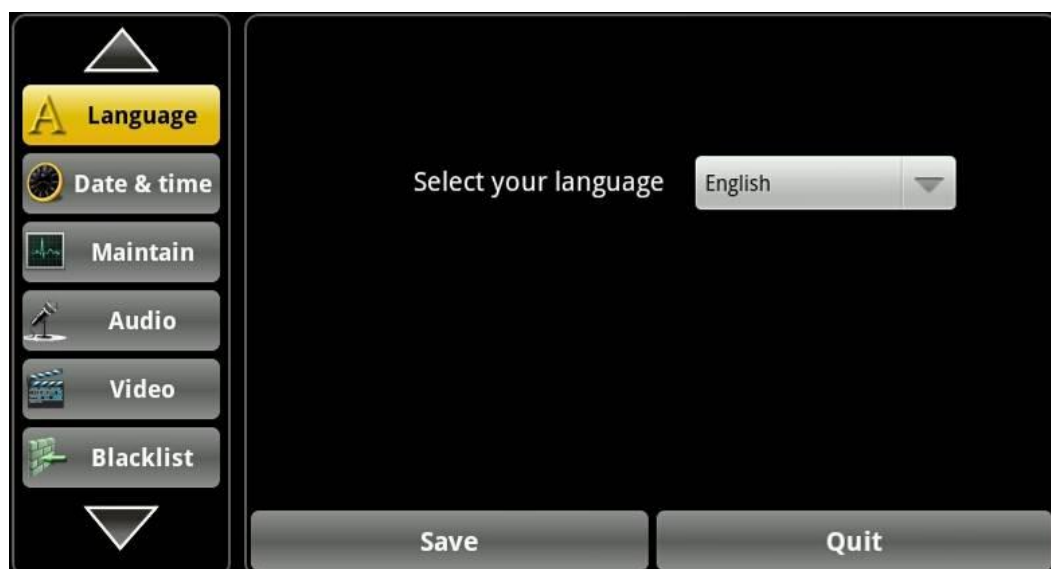 Language
Date & time
Maintain
Audio
Video
Blacklist
Select your language
English
Save
Quit